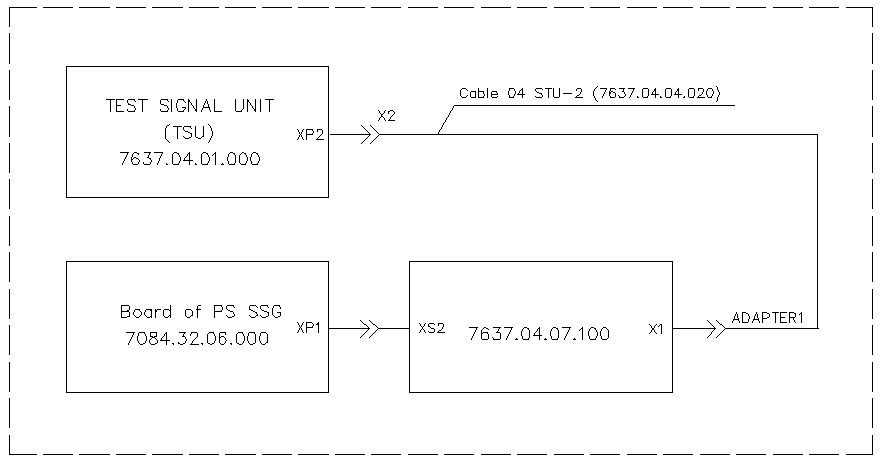 Cable 04 STU-2 (7637.04.04.020)
TEST SIGNAL UNIT
(TSU)
7637.04.01.000
XP2
X2
Board of PS SSG
7084.32.06.000
XP1
XS2
7637.04.07.100
X1
ADAPTER1